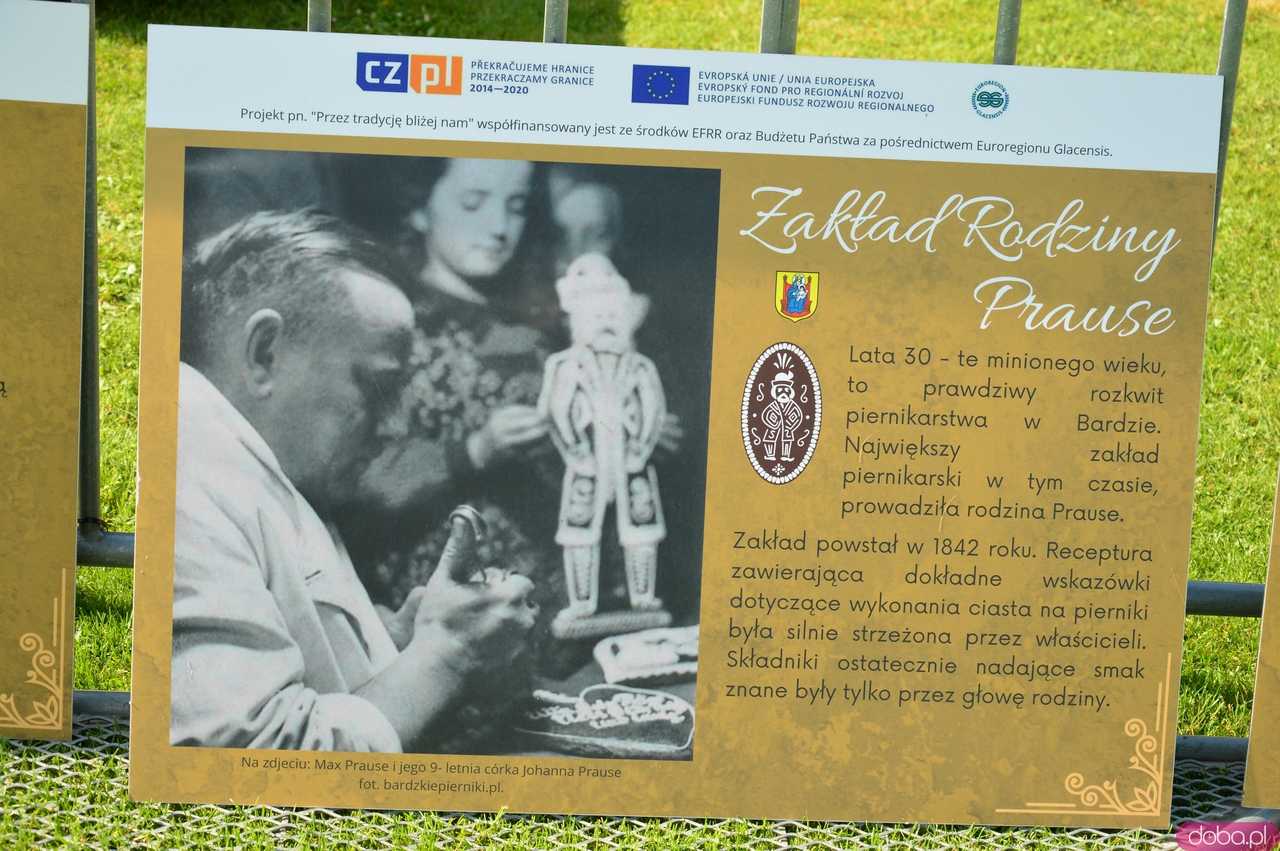 cz pl
PŘEKRAČUJEME HRANICE
PRZEKRACZAMY GRANICE
2014—2020
EVROPSKÁ UNIE / UNIA EUROPEJSKA
EVROPSKÝ FOND PRO REGIONÁLNÍ ROZVOJ
EUROPEJSKI FUNDUSZ ROZWOJU REGIONALNEGO
Projekt pn. "Przez tradycję bliżej nam" współfinansowany jest ze środków EFRR oraz Budżetu Państwa za pośrednictwem Euroregionu Glacensis.
Zakład Rodziny
Prause
Lata 30 - te minionego wieku,
to prawdziwy rozkwit
piernikarstwa w Bardzie.
Największy zakład
piernikarski w tym czasie,
prowadziła rodzina Prause.
Zakład powstał w 1842 roku. Receptura
zawierająca dokładne wskazówki
dotyczące wykonania ciasta na pierniki
była silnie strzeżona przez właścicieli.
Składniki ostatecznie nadające smak
znane były tylko przez głowę rodziny.
Na zdjeciu: Max Prause i jego 9- letnia córka Johanna Prause
fot. bardzkiepierniki.pl.
doba.pl